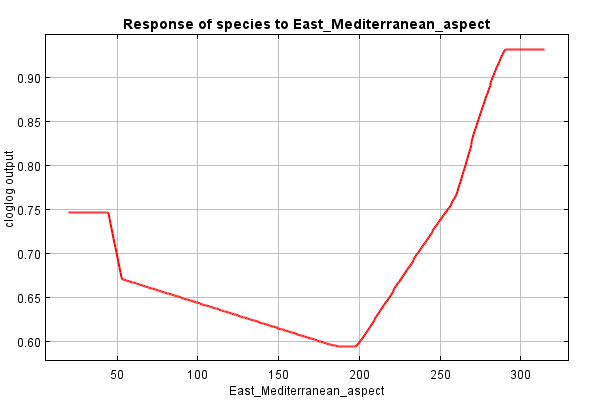 Response of species to East_Mediterranean_aspect
cloglog output
0.90
0.85
0.80
0.75
0.70
0.65
0.60
50 100 150 200 250 300
East_Mediterranean_aspect